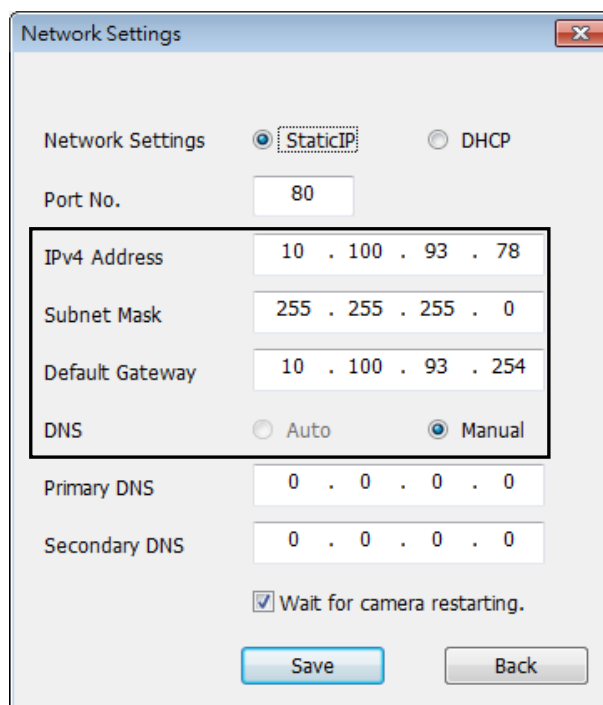 Network Settings
Network Settings StaticIP DHCP
Port No. 80
IPv4 Address 10 . 100 . 93 . 78
Subnet Mask 255 . 255 . 255 . 0
Default Gateway 10 . 100 . 93 . 254
DNS Auto Manual
Primary DNS 0 . 0 . 0 . 0
Secondary DNS 0 . 0 . 0 . 0
Wait for camera restarting.
Save Back